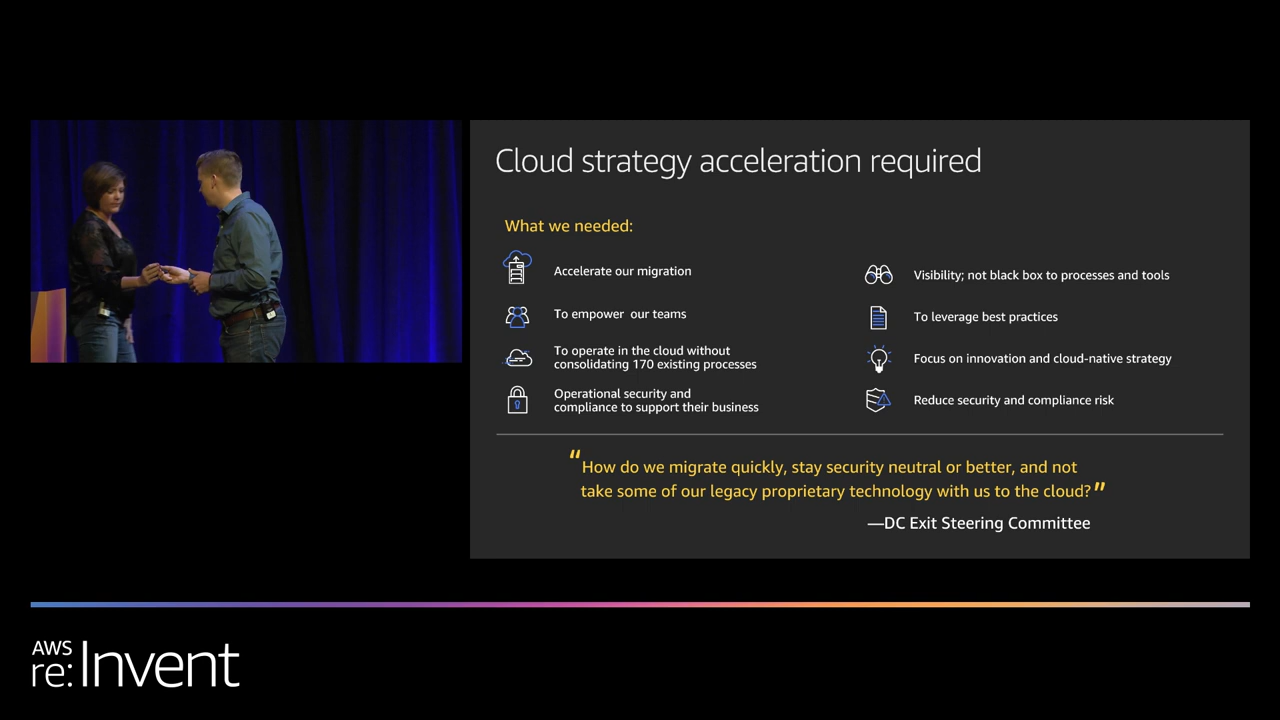 Cloud strategy acceleration required
What we needed:
Accelerate our migration
To empower our teams
To operate in the cloud without
consolidating 170 existing processes
Operational security and
compliance to support their business
Visibility; not black box to processes and tools
To leverage best practices
Focus on innovation and cloud-native strategy
Reduce security and compliance risk
“How do we migrate quickly, stay security neutral or better, and not
take some of our legacy proprietary technology with us to the cloud?”
—DC Exit Steering Committee
AWS
re:Invent